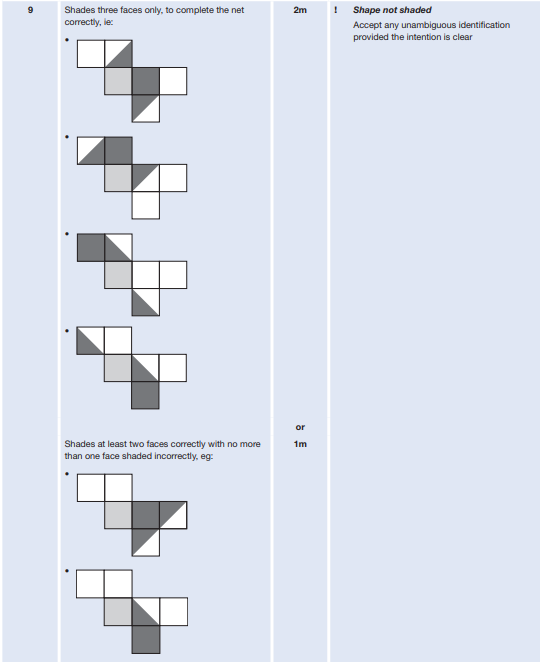 9
Shades three faces only, to complete the net
correctly, ie:
•
•
•
•
Shades at least two faces correctly with no more
than one face shaded incorrectly, eg:
•
•
2m
or
1m
! Shape not shaded
Accept any unambiguous identification
provided the intention is clear